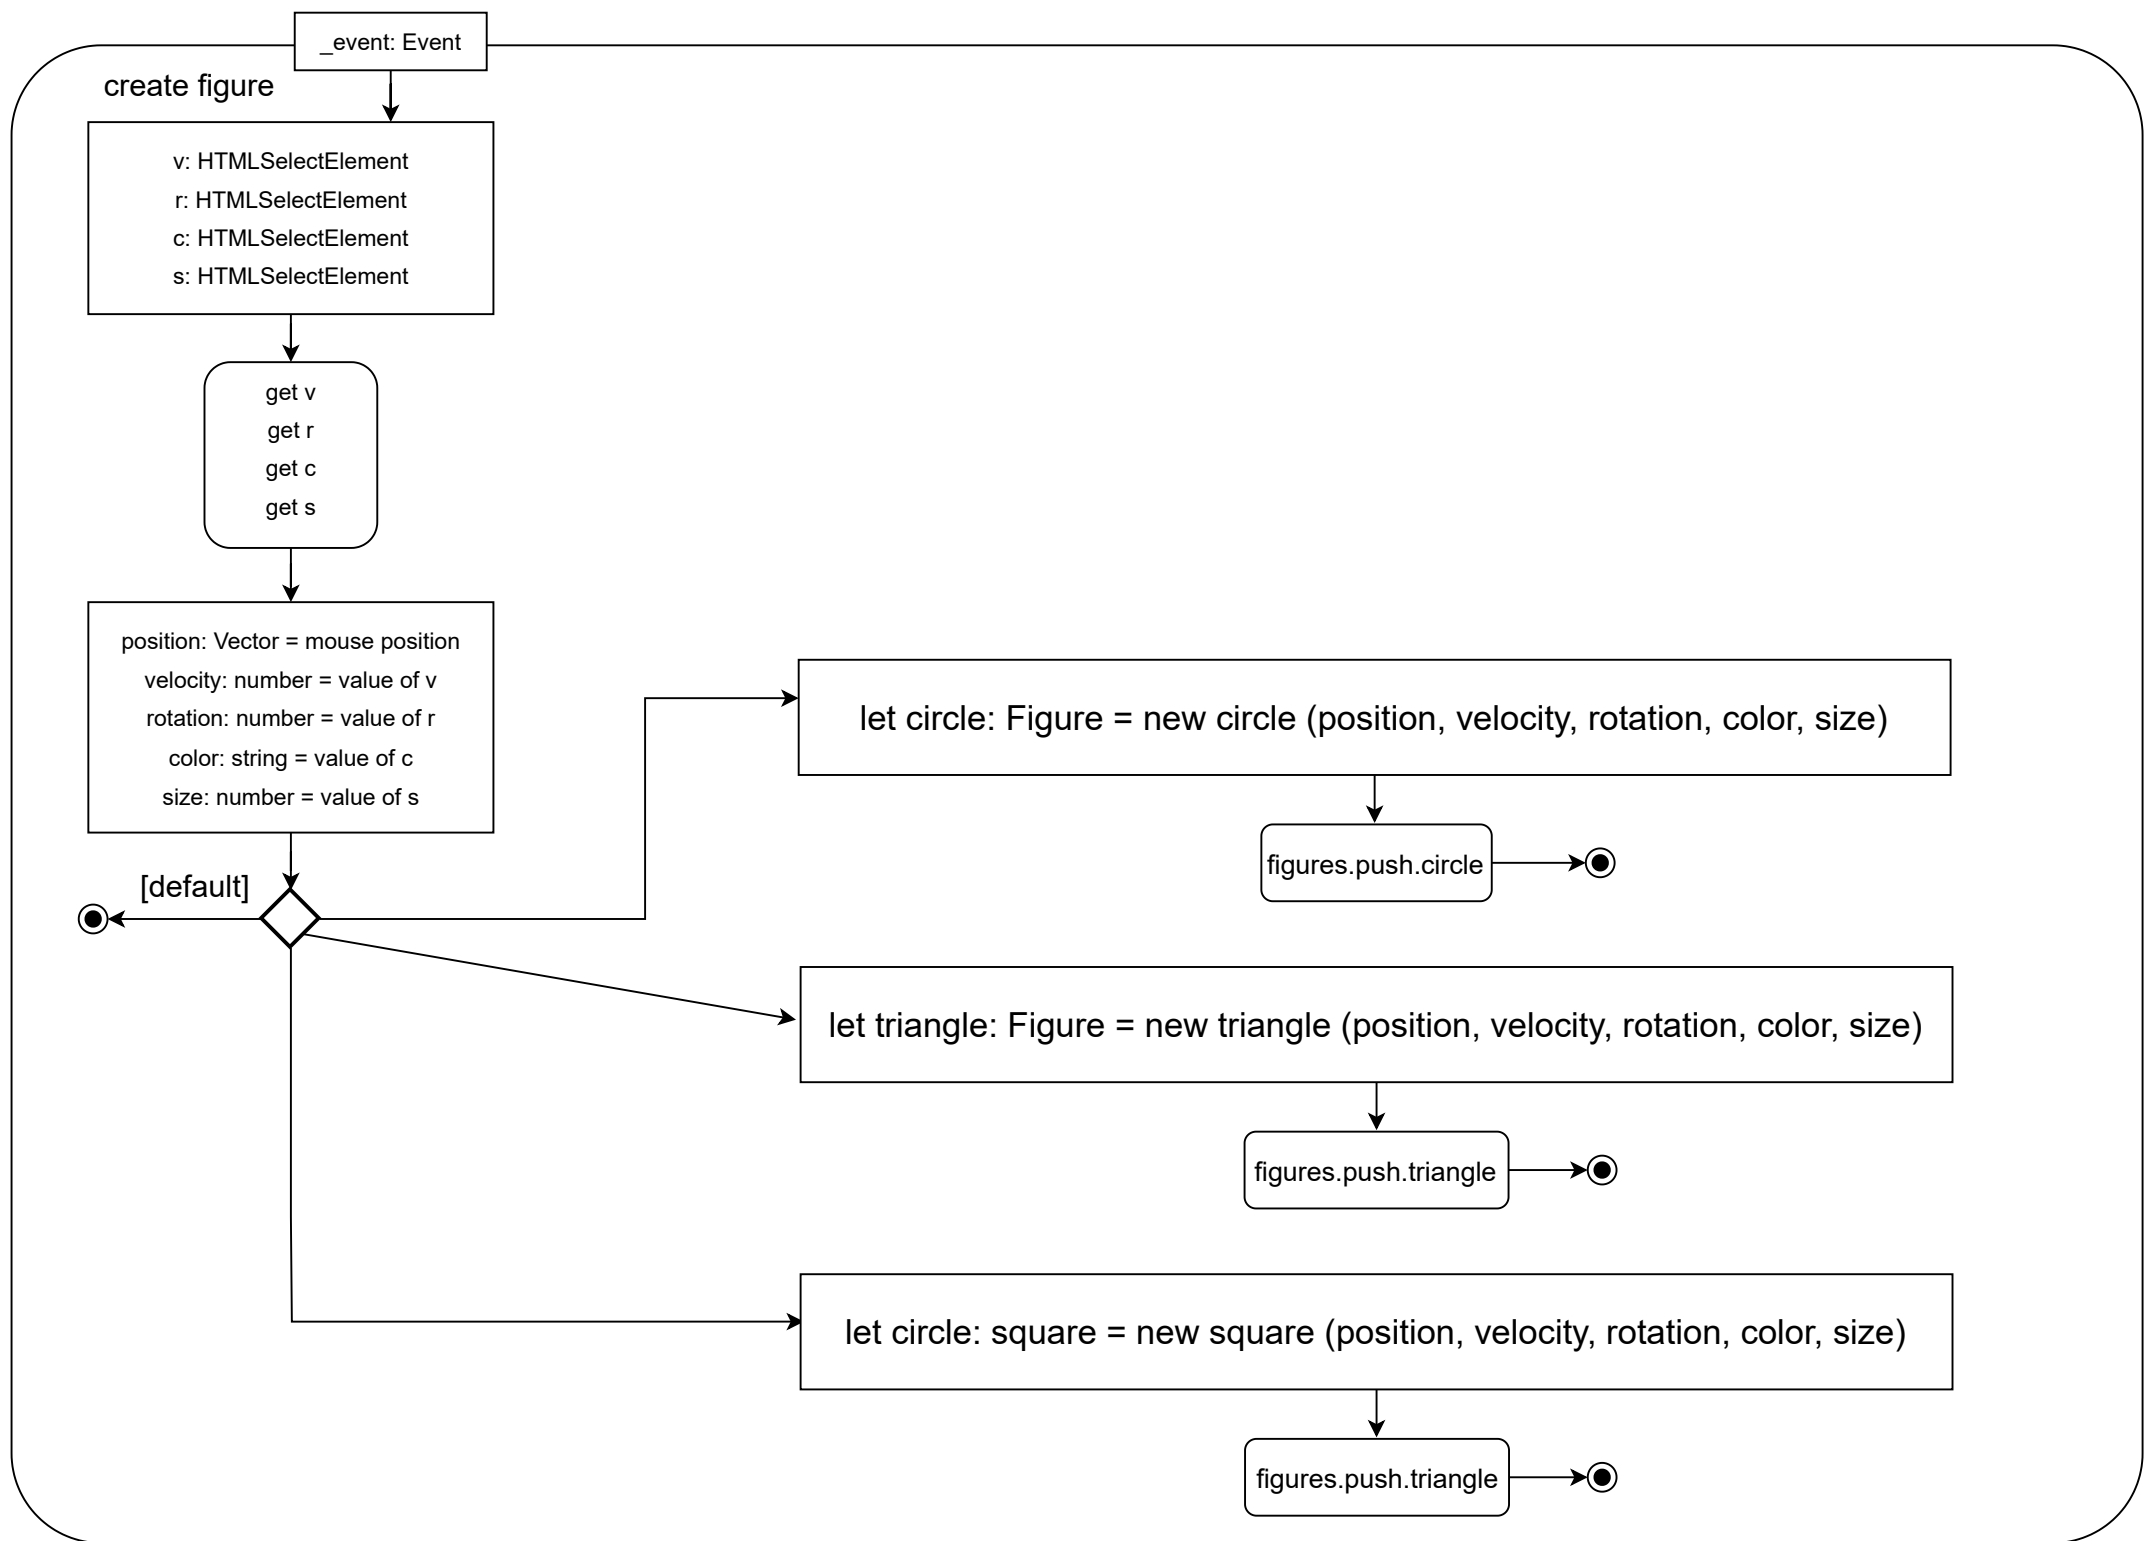 _event: Event
create figure
v: HTMLSelectElement
r: HTMLSelectElement
c: HTMLSelectElement
s: HTMLSelectElement
get v
get r
get c
get s
position: Vector = mouse position
velocity: number = value of v
rotation: number = value of r
color: string = value of c
size: number = value of s
[default]
let circle: Figure = new circle (position, velocity, rotation, color, size)
figures.push.circle
let triangle: Figure = new triangle (position, velocity, rotation, color, size)
figures.push.triangle
let circle: square = new square (position, velocity, rotation, color, size)
figures.push.triangle